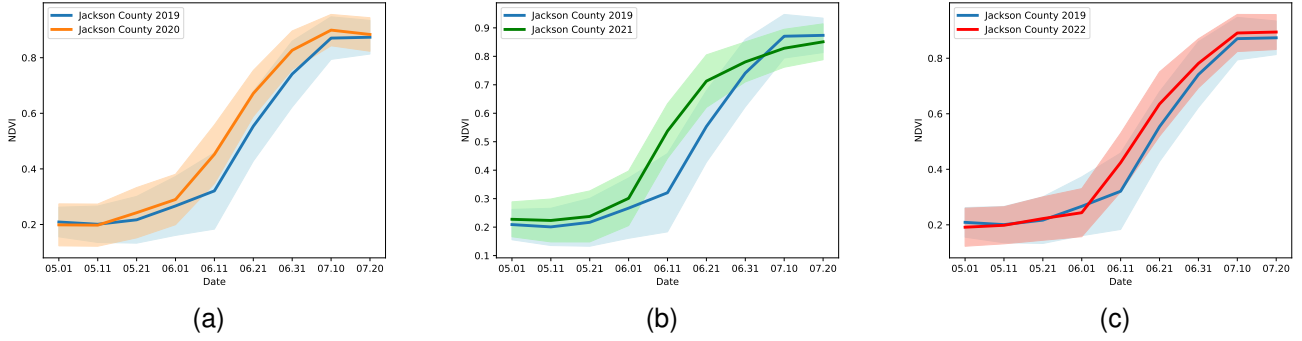 Jackson County 2019
Jackson County 2020
NDVI
0.8
0.6
0.4
0.2
05.01 05.11 05.21 06.01 06.11 06.21 06.31 07.10 07.20
Date
(a)
Jackson County 2019
Jackson County 2021
NDVI
0.9
0.8
0.7
0.6
0.5
0.4
0.3
0.2
0.1
05.01 05.11 05.21 06.01 06.11 06.21 06.31 07.10 07.20
Date
(b)
Jackson County 2019
Jackson County 2022
NDVI
0.8
0.6
0.4
0.2
05.01 05.11 05.21 06.01 06.11 06.21 06.31 07.10 07.20
Date
(c)